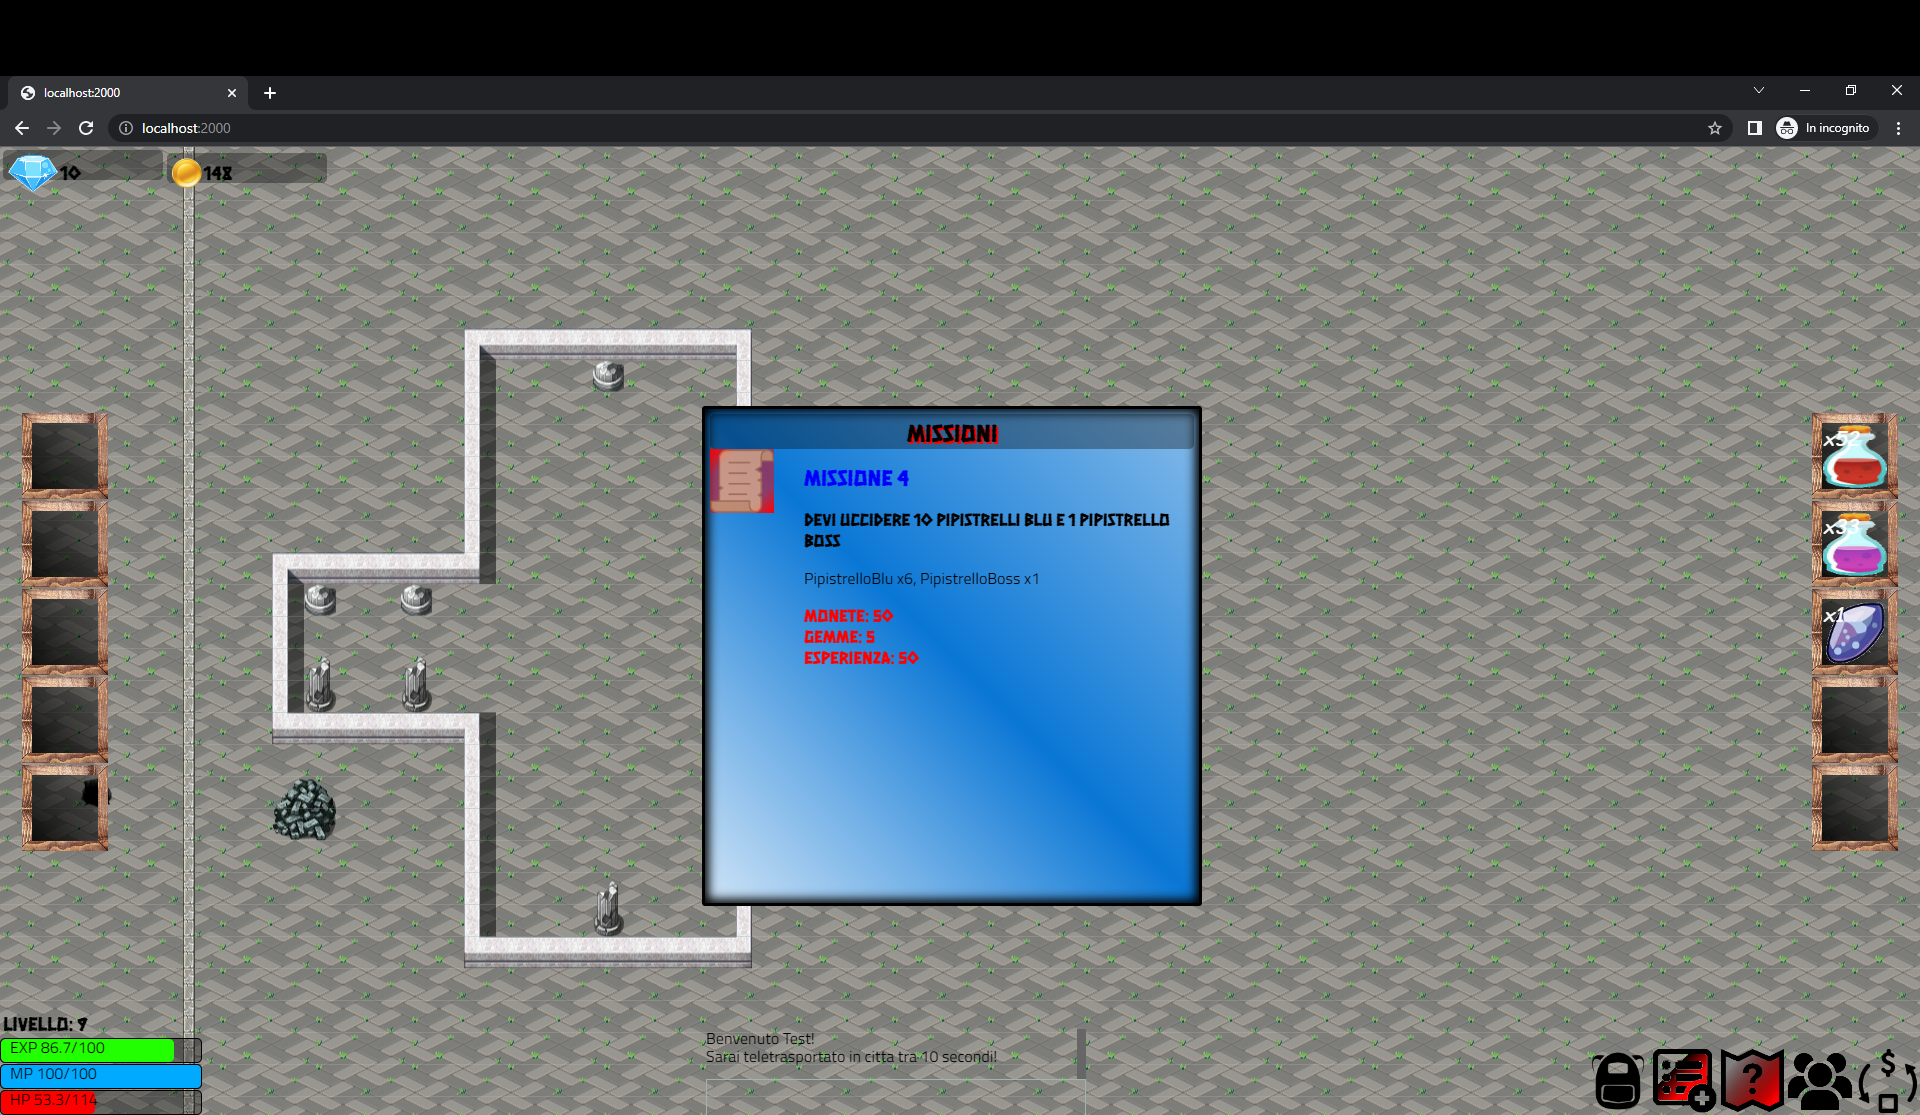 localhost:2000
localhost:2000
In incognito
10
148
MISSIONI
MISSIONE 4
DEVI UCCIDERE 10 PIPISTRELLI BLU E 1 PIPISTRELLO
BOSS
PipistrelloBlu x6, PipistrelloBoss x1
MONETE: 50
GEMME: 5
ESPERIENZA: 50
x52
x33
x1
LIVELLO: 9
EXP 86.7/100
MP 100/100
HP 53.3/114
Benvenuto Test!
Sarai teletrasportato in citta tra 10 secondi!
?
$